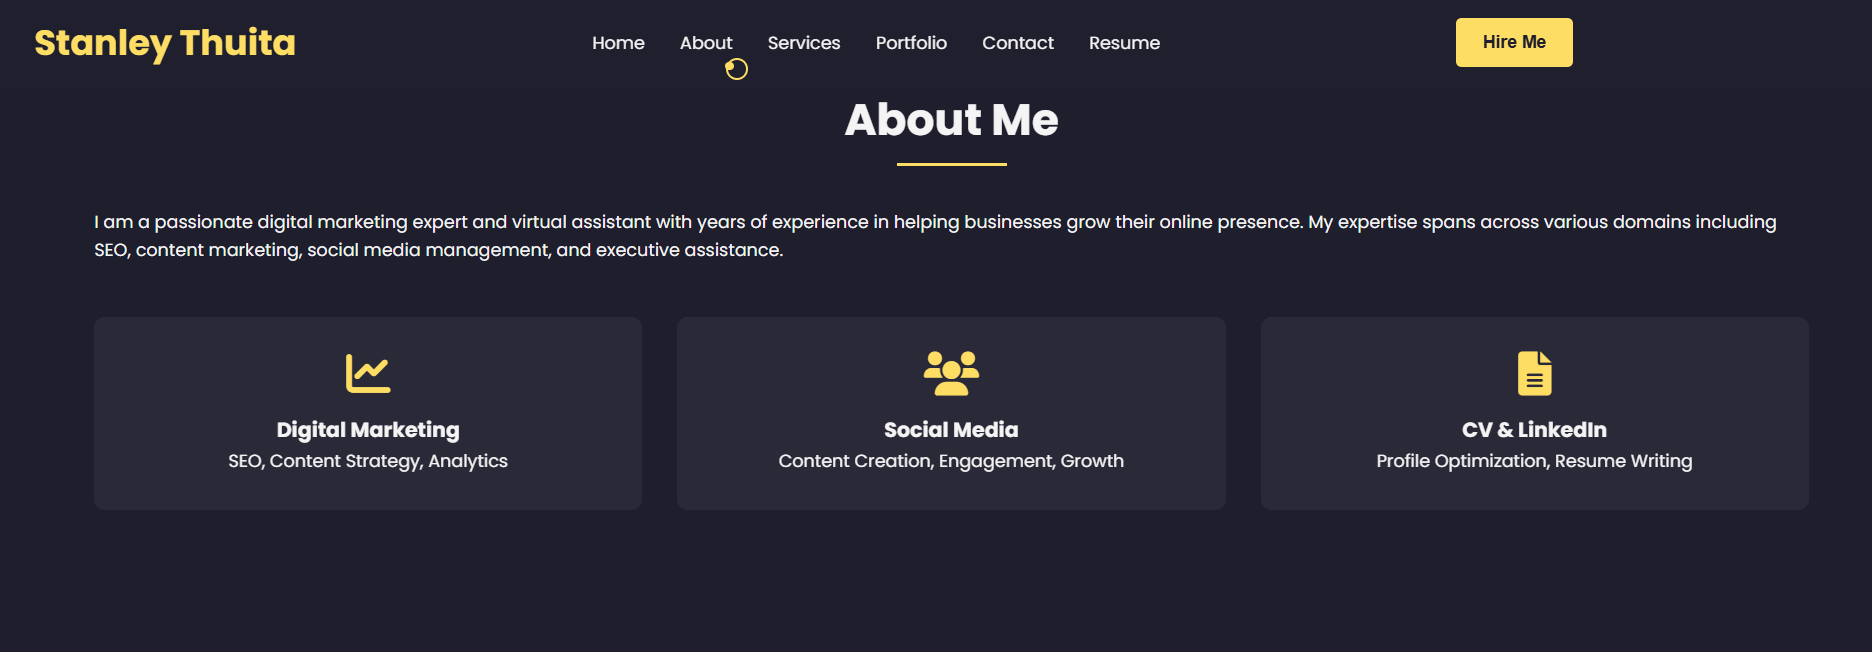 Stanley Thuita
Home About Services Portfolio Contact Resume
Hire Me
About Me
I am a passionate digital marketing expert and virtual assistant with years of experience in helping businesses grow their online presence. My expertise spans across various domains including
SEO, content marketing, social media management, and executive assistance.
Digital Marketing
SEO, Content Strategy, Analytics
Social Media
Content Creation, Engagement, Growth
CV & LinkedIn
Profile Optimization, Resume Writing